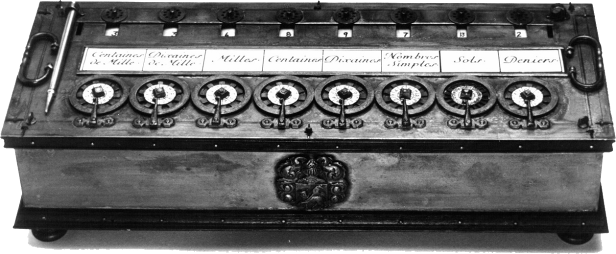 Centaines de Mille
Dixaines de Mille
Milles
Centaines
Dixaines
Nombres Simples
Sols
Deniers